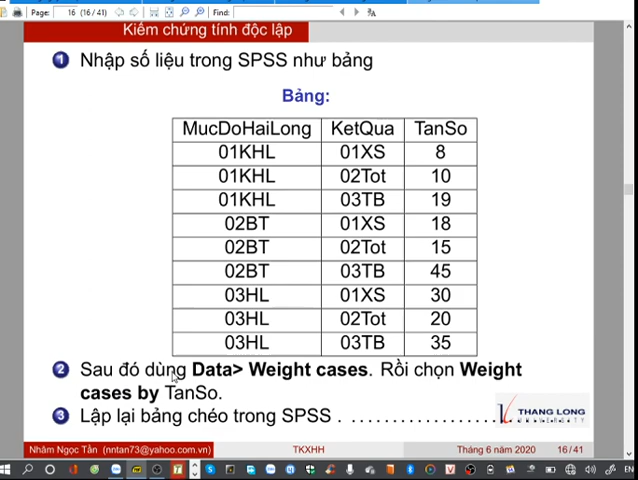 Page: 16 (16 / 41) Find:
Kiểm chứng tính độc lập
1 Nhập số liệu trong SPSS như bảng
Bảng:
MucDoHaiLong KetQua TanSo
01KHL 01XS 8
01KHL 02Tot 10
01KHL 03TB 19
02BT 01XS 18
02BT 02Tot 15
02BT 03TB 45
03HL 01XS 30
03HL 02Tot 20
03HL 03TB 35
2 Sau đó dùng Data> Weight cases. Rồi chọn Weight
cases by TanSo.
3 Lập lại bảng chéo trong SPSS . . . . . . . . . . . . . . . . . . . .
THANG LONG
UNIVERSITY
Nhâm Ngọc Tần (nntan73@yahoo.com.vn) TKXHH Tháng 6 năm 2020 16 / 41
EN